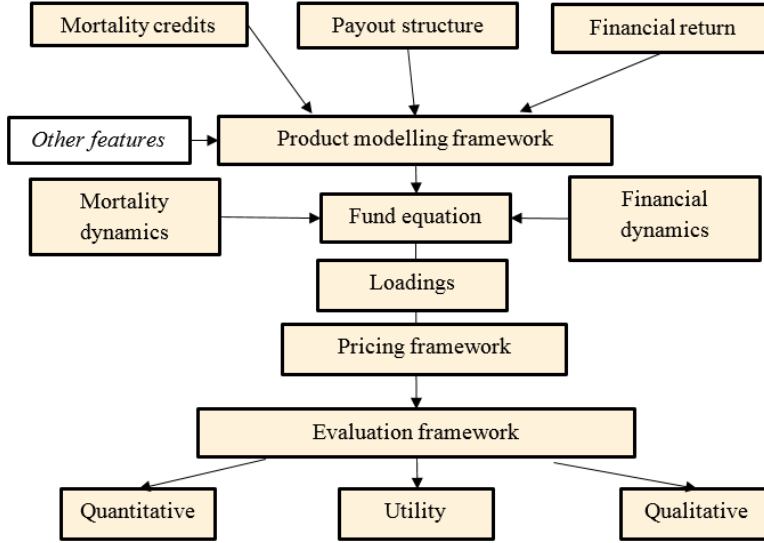 Mortality credits
Payout structure
Financial return
Other features
Product modelling framework
Mortality
dynamics
Fund equation
Financial
dynamics
Loadings
Pricing framework
Evaluation framework
Quantitative
Utility
Qualitative